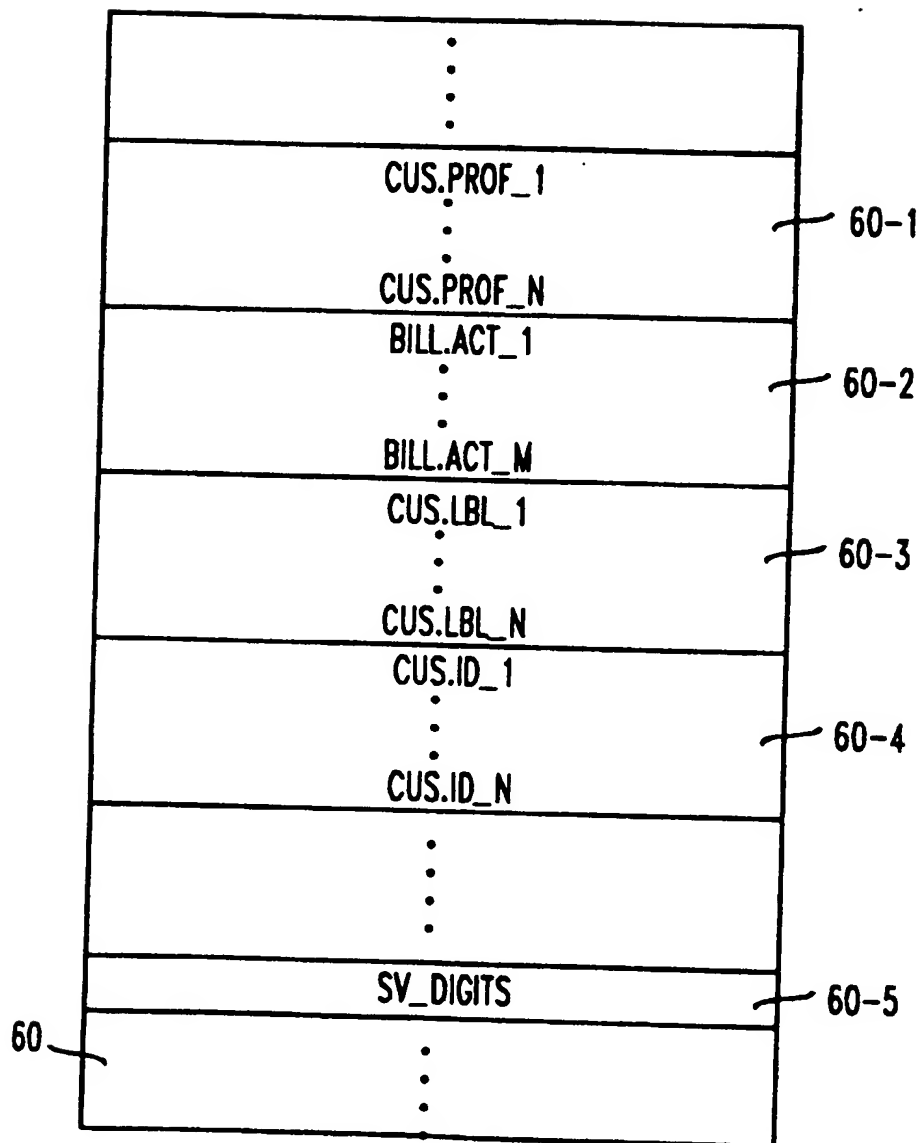 CUS.PROF_1
60-1
CUS.PROF_N
BILL.ACT_1
60-2
BILL.ACT_M
CUS.LBL_1
60-3
CUS.LBL_N
CUS.ID_1
60-4
CUS.ID_N
SV_DIGITS
60-5
60